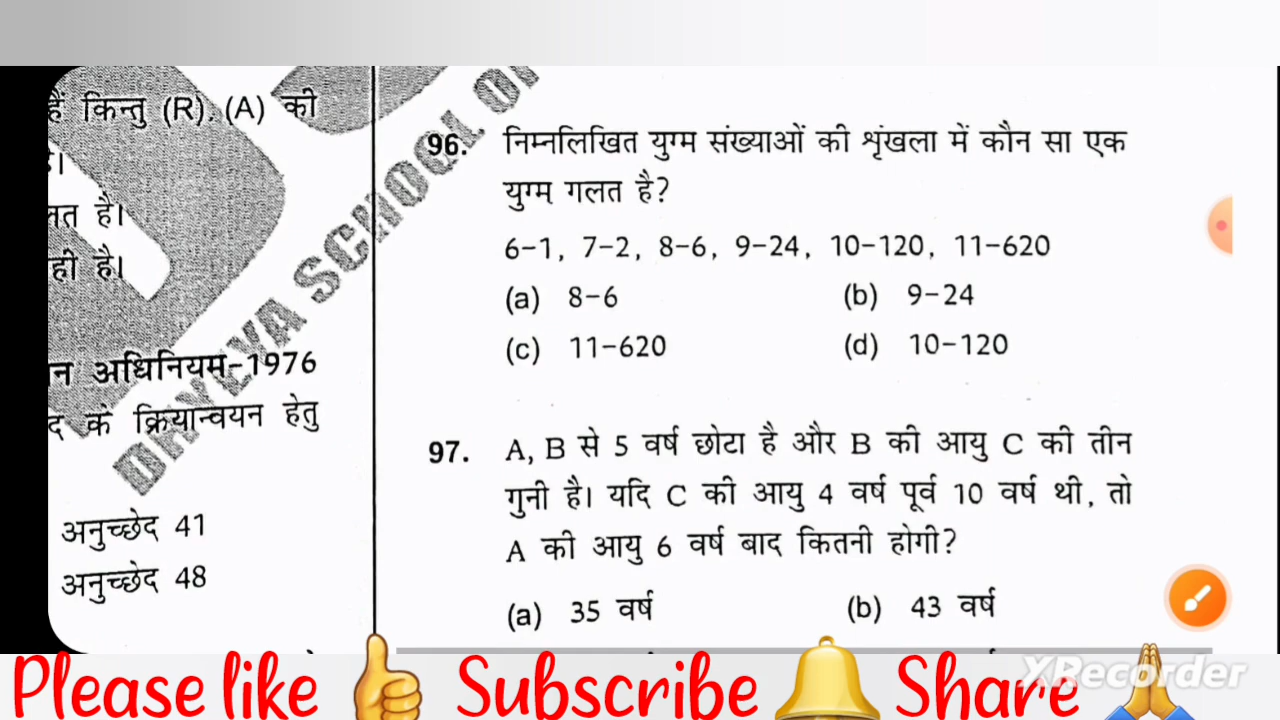 हैं किन्तु (R). (A) की
है।
हैं।
ही है।
अधिनियम-1976
के क्रियान्वयन हेतु
अनुच्छेद 41
अनुच्छेद 48
DHYEYA SCHOOL OF
96. निम्नलिखित युग्म संख्याओं की शृंखला में कौन सा एक
युग्म गलत है?
6-1, 7-2, 8-6, 9-24, 10-120, 11-620
(a) 8-6 (b) 9-24
(c) 11-620 (d) 10-120
97. A, B से 5 वर्ष छोटा है और B की आयु C की तीन
गुनी है। यदि C की आयु 4 वर्ष पूर्व 10 वर्ष थी, तो
A की आयु 6 वर्ष बाद कितनी होगी?
(a) 35 वर्ष (b) 43 वर्ष
Please like Subscribe Share
XRecorder